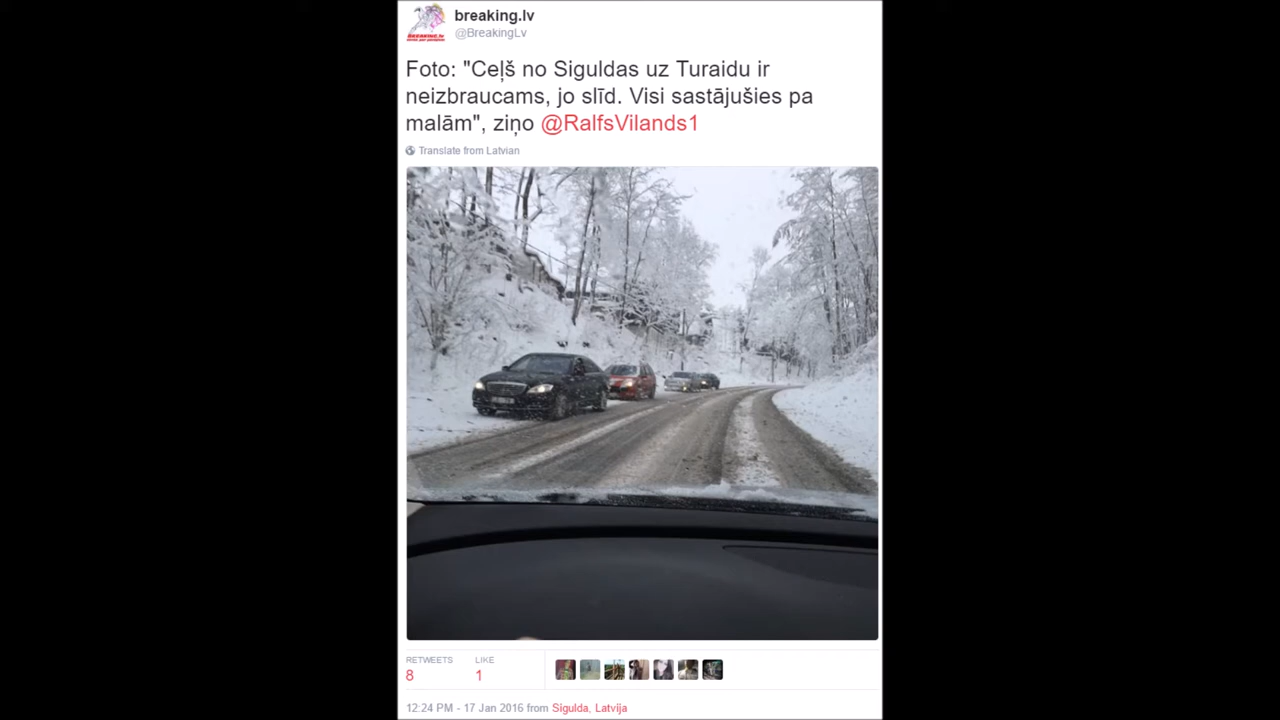 breaking.lv
@BreakingLv
Foto: "Ceļš no Siguldas uz Turaidu ir
neizbraucams, jo slīd. Visi sastājušies pa
malām", ziņo @RalfsVilands1
Translate from Latvian
RETWEETS
LIKE
8
1
12:24 PM - 17 Jan 2016 from Sigulda, Latvija